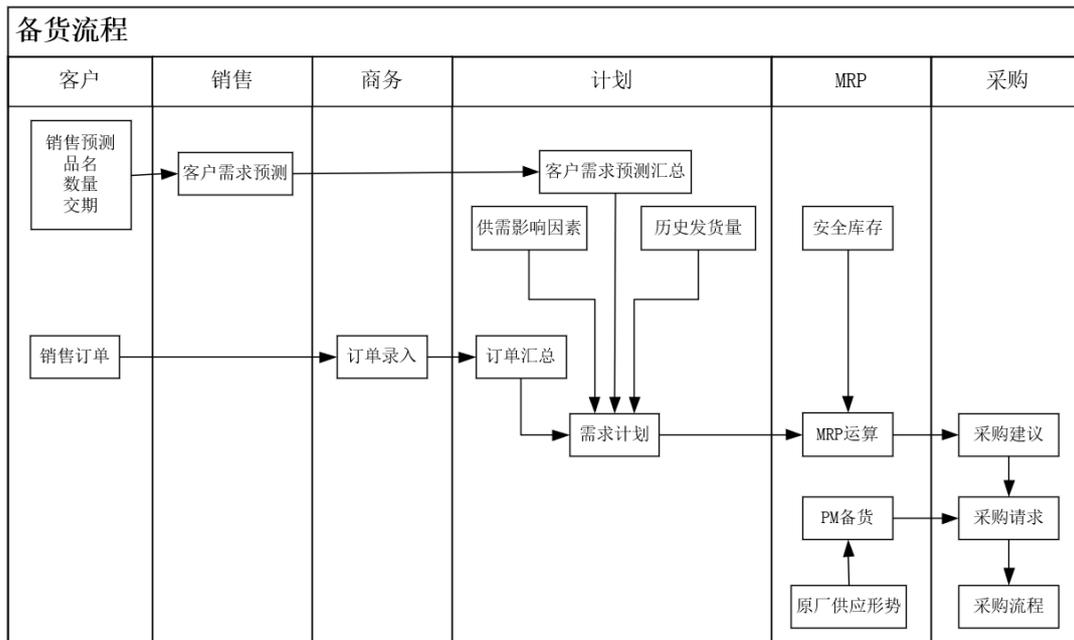 备货流程
客户
销售
商务
计划
MRP
采购
销售预测
品名
数量
交期
客户需求预测
客户需求预测汇总
供需影响因素
历史发货量
安全库存
销售订单
订单录入
订单汇总
需求计划
MRP运算
采购建议
PM备货
采购请求
原厂供应形势
采购流程